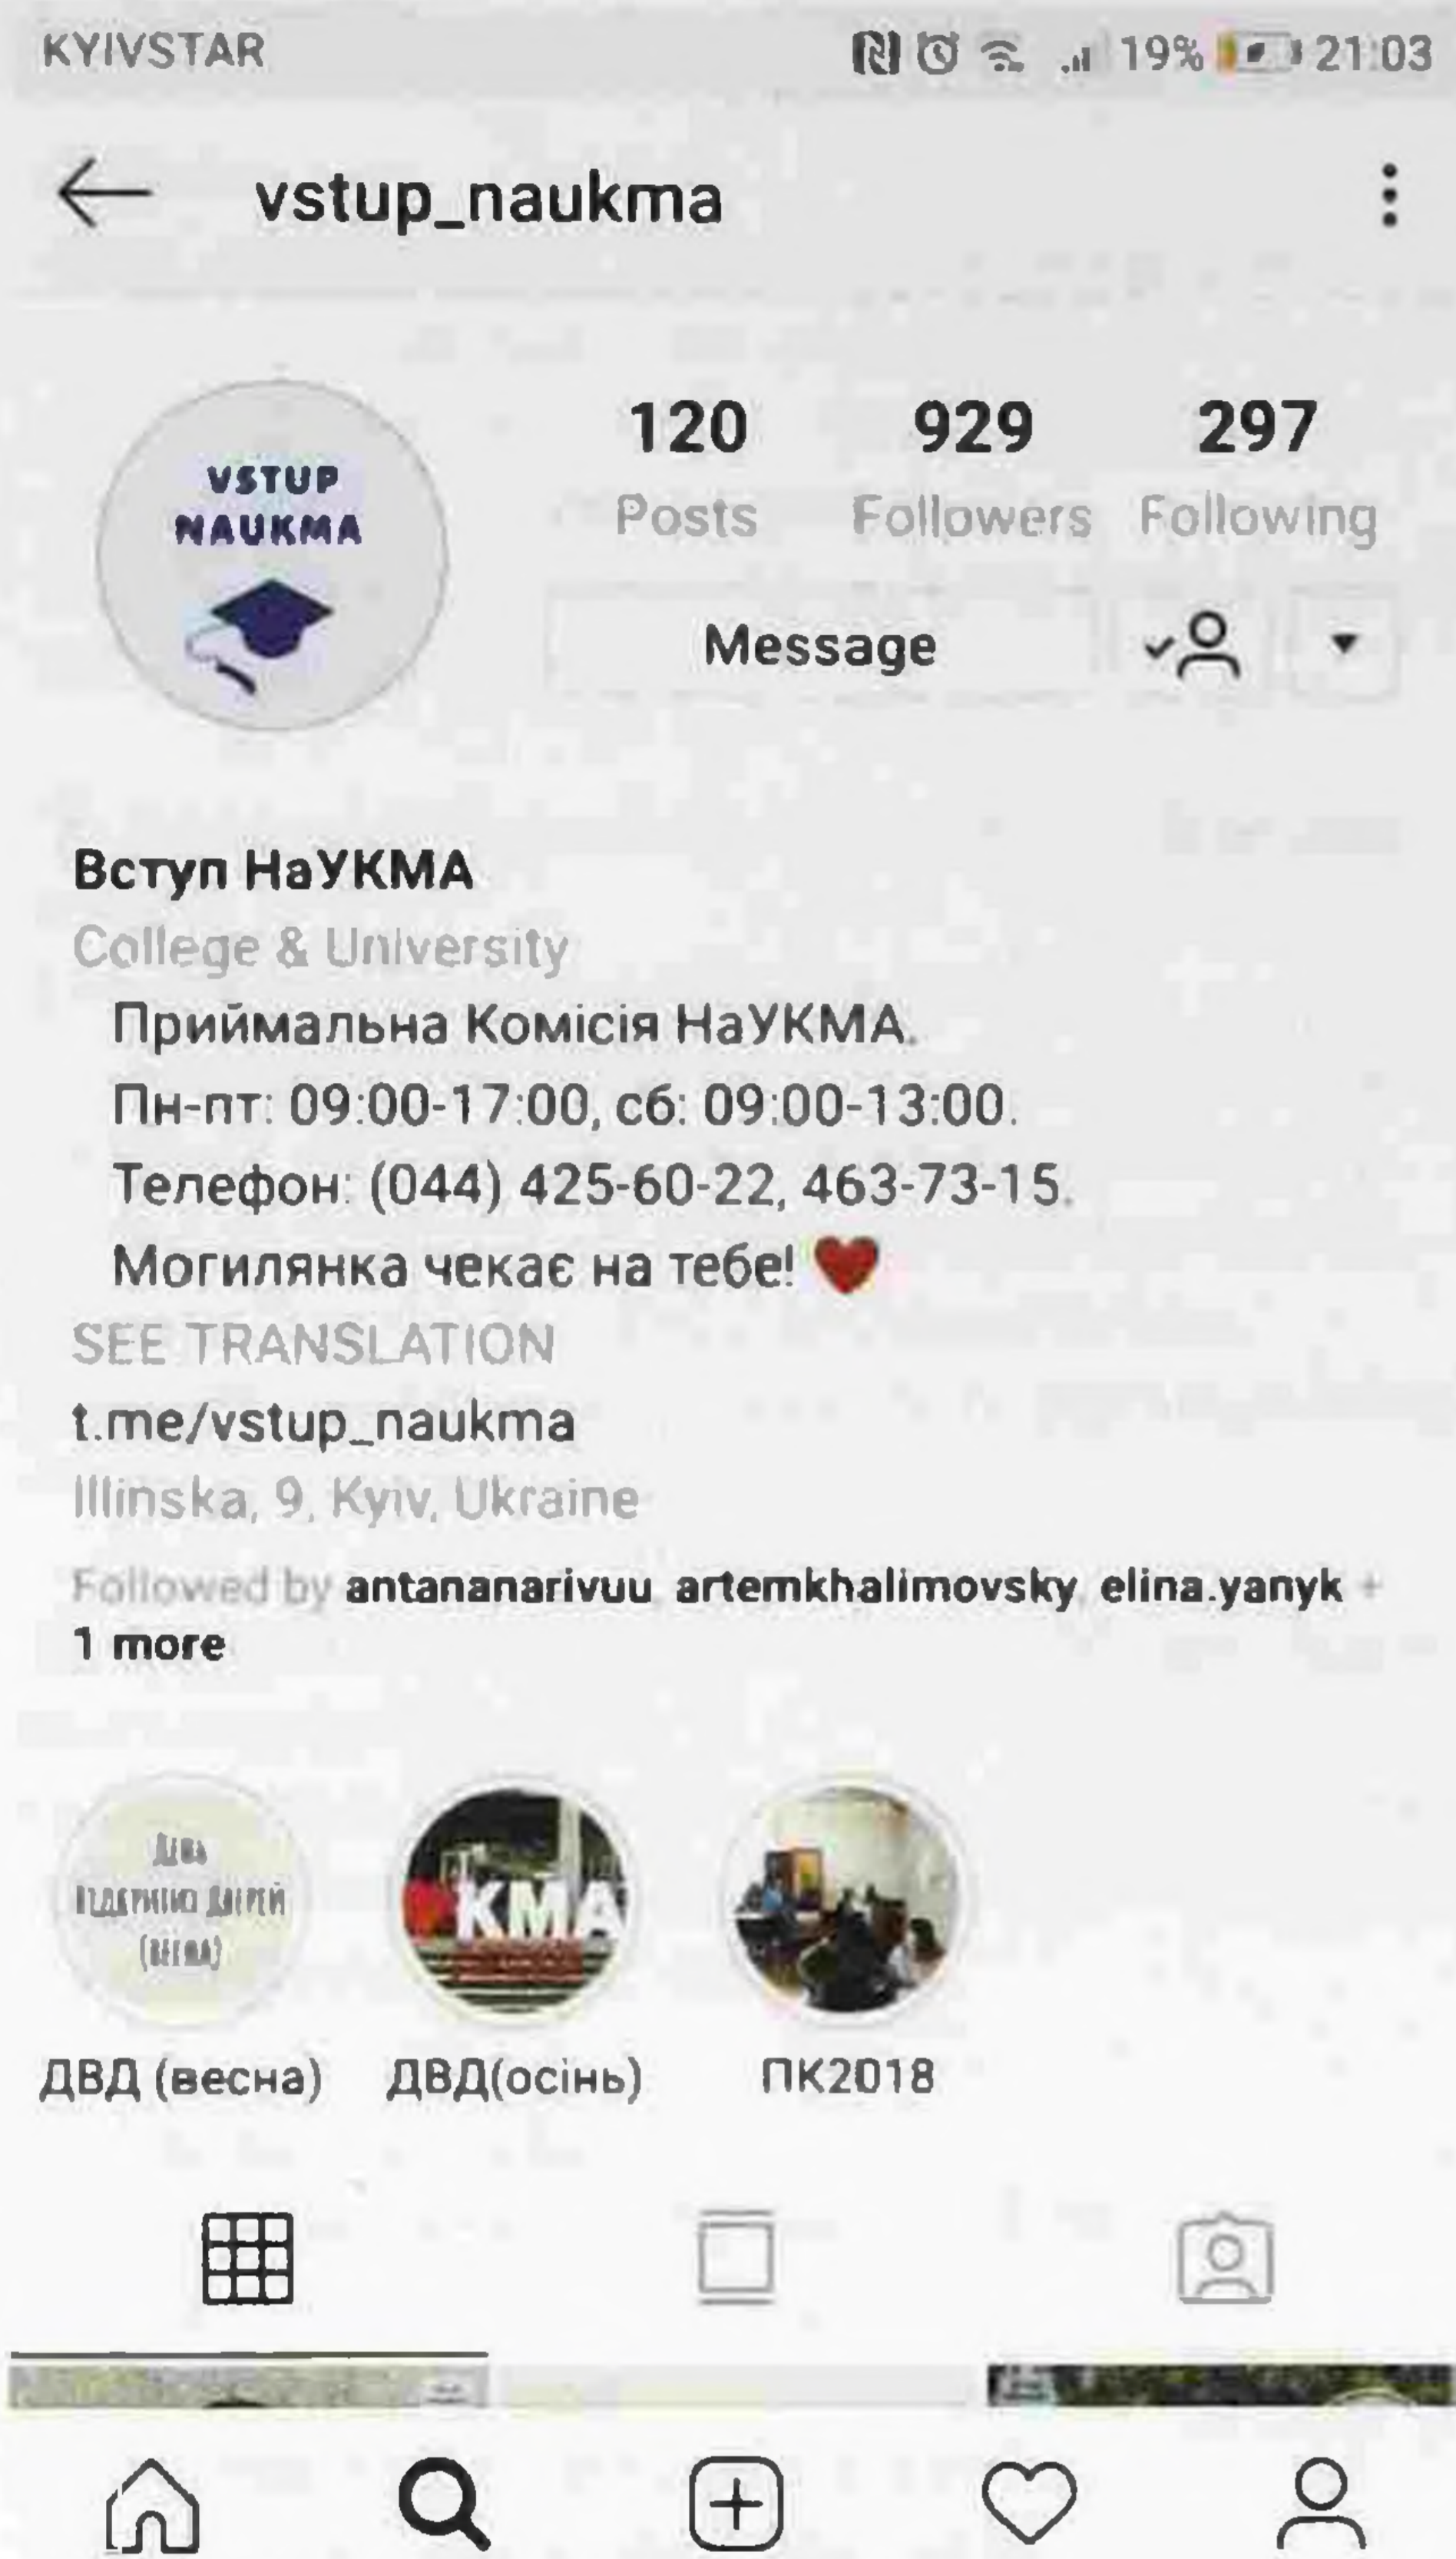 KYIVSTAR 19% 21:03
vstup_naukma
VSTUP
NAUKMA
120 929 297
Posts Followers Following
Message
Вступ НаУКМА
College & University
Приймальна Комісія НаУКМА.
Пн-пт: 09:00-17:00, сб: 09:00-13:00.
Телефон: (044) 425-60-22, 463-73-15.
Могилянка чекає на тебе! ❤
SEE TRANSLATION
t.me/vstup_naukma
Illinska, 9, Kyiv, Ukraine
Followed by antananarivuu, artemkhalimovsky, elina.yanyk +
1 more
(ВЕСНА)
KMA
ДВД (весна) ДВД(осінь) ПК2018